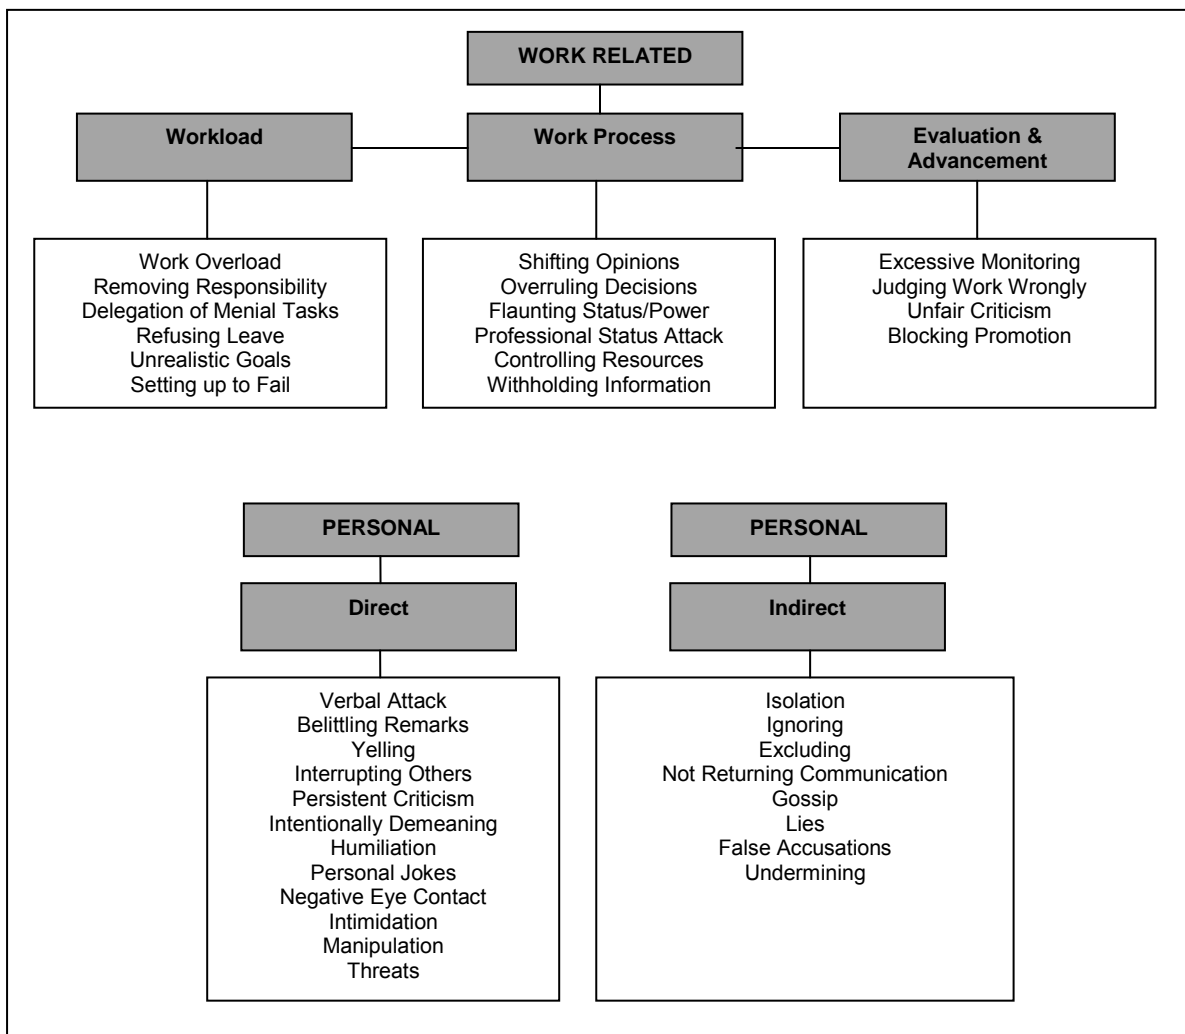 WORK RELATED
Workload
Work Process
Evaluation &
Advancement
Work Overload
Removing Responsibility
Delegation of Menial Tasks
Refusing Leave
Unrealistic Goals
Setting up to Fail
Shifting Opinions
Overruling Decisions
Flaunting Status/Power
Professional Status Attack
Controlling Resources
Withholding Information
Excessive Monitoring
Judging Work Wrongly
Unfair Criticism
Blocking Promotion
PERSONAL
Direct
Verbal Attack
Belittling Remarks
Yelling
Interrupting Others
Persistent Criticism
Intentionally Demeaning
Humiliation
Personal Jokes
Negative Eye Contact
Intimidation
Manipulation
Threats
PERSONAL
Indirect
Isolation
Ignoring
Excluding
Not Returning Communication
Gossip
Lies
False Accusations
Undermining